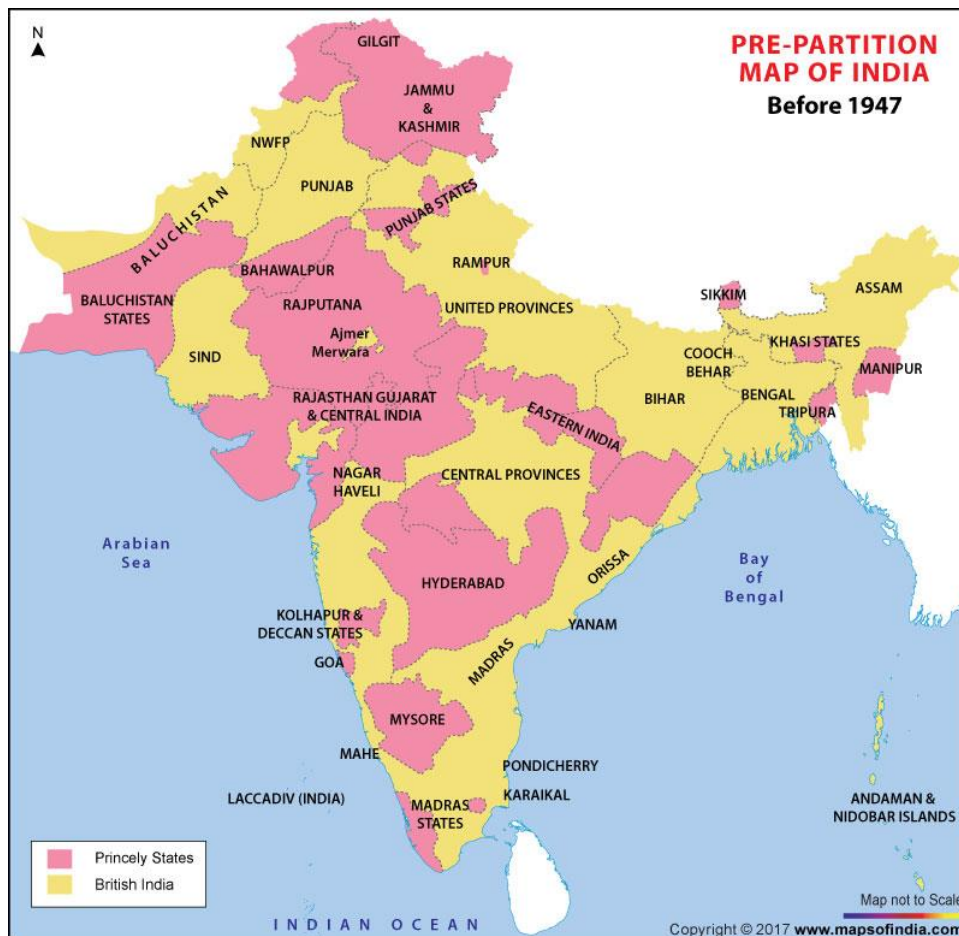 N
PRE-PARTITION
MAP OF INDIA
Before 1947
GILGIT
JAMMU
&
KASHMIR
NWFP
PUNJAB
PUNJAB STATES
BALUCHISTAN
BAHAWALPUR
RAMPUR
BALUCHISTAN
STATES
RAJPUTANA
UNITED PROVINCES
SIKKIM
ASSAM
Ajmer
Merwara
SIND
KHASI STATES
COOCH
BEHAR
MANIPUR
RAJASTHAN GUJARAT
& CENTRAL INDIA
BIHAR
BENGAL
EASTERN INDIA
TRIPURA
NAGAR
HAVELI
CENTRAL PROVINCES
Arabian
Sea
HYDERABAD
ORISSA
Bay
of
Bengal
KOLHAPUR &
DECCAN STATES
YANAM
GOA
MADRAS
MYSORE
MAHE
PONDICHERRY
LACCADIV (INDIA)
KARAIKAL
MADRAS
STATES
ANDAMAN &
NIDOBAR ISLANDS
Princely States
British India
Map not to Scale
INDIAN OCEAN
Copyright © 2017 www.mapsofindia.com